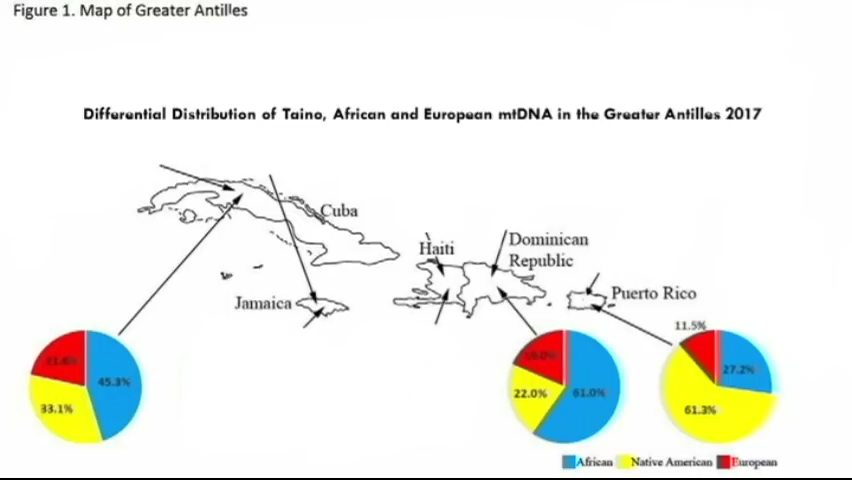 Figure 1. Map of Greater Antilles
Differential Distribution of Taino, African and European mtDNA in the Greater Antilles 2017
Cuba
Haiti
Dominican
Republic
Jamaica
Puerto Rico
45.3%
33.1%
22.0%
61.0%
11.5%
27.2%
61.3%
African Native American European